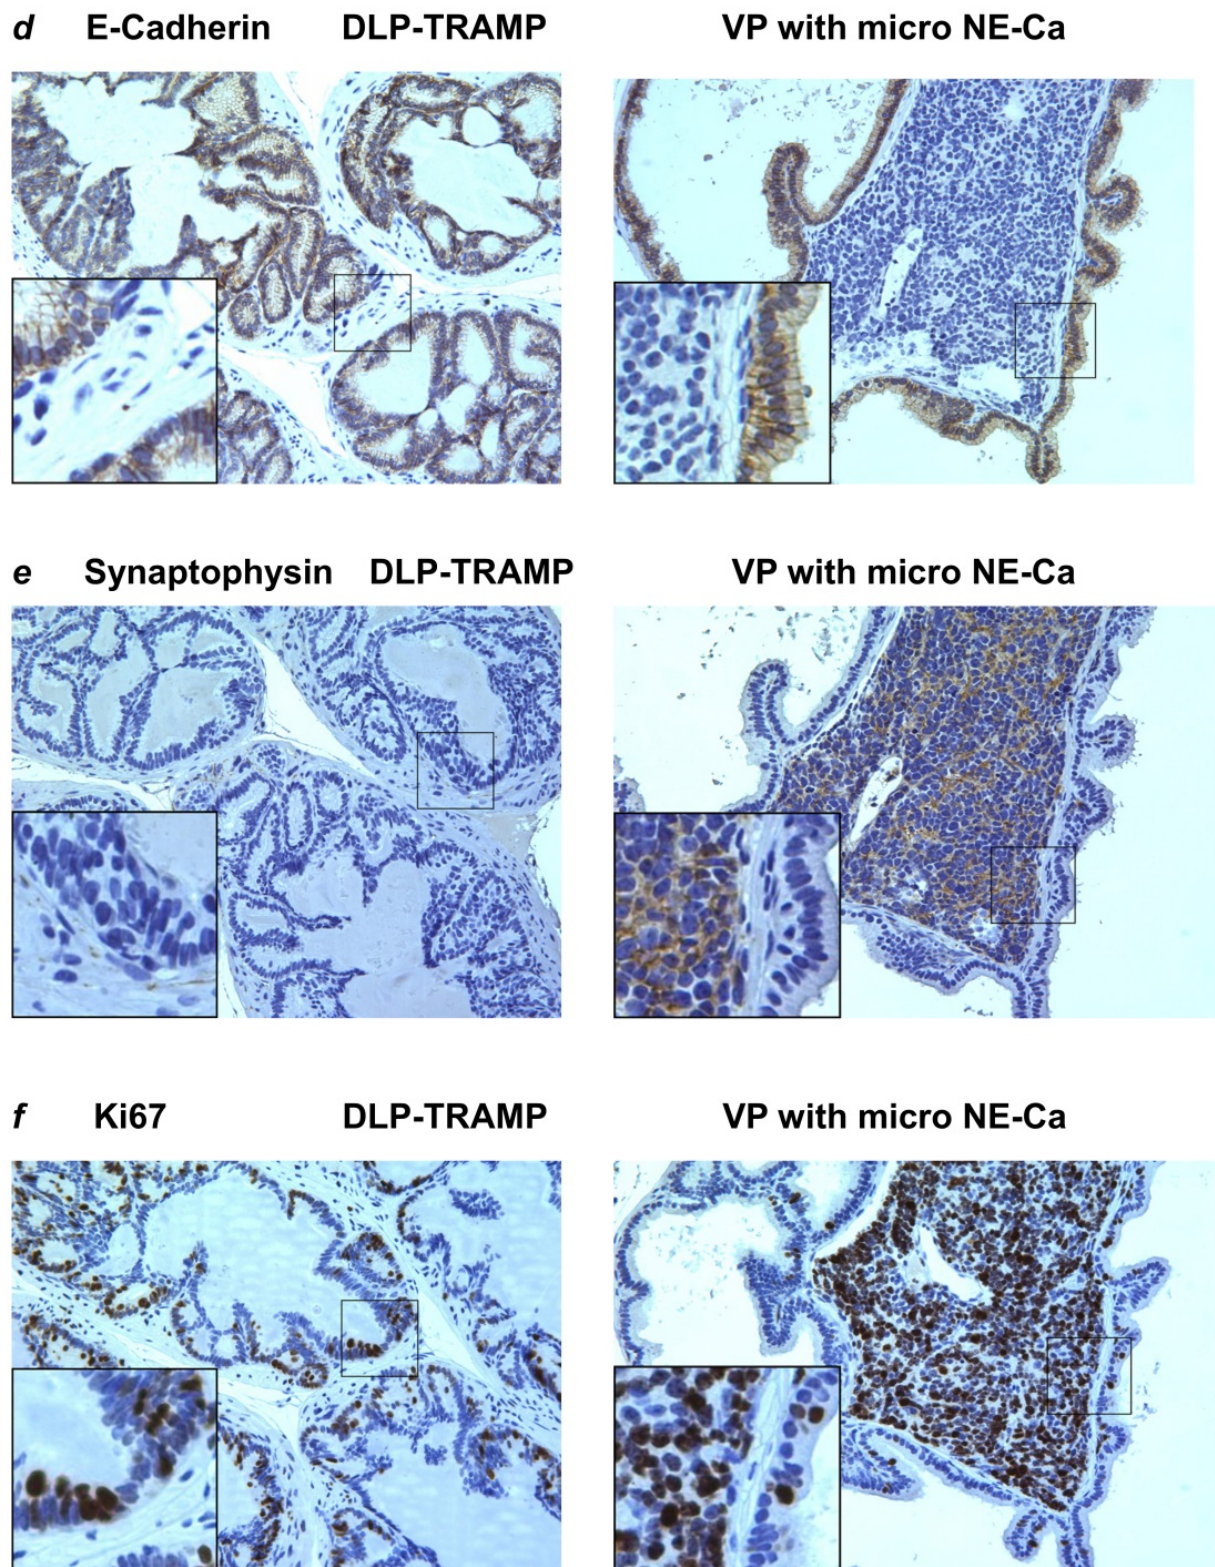 d E-Cadherin DLP-TRAMP VP with micro NE-Ca
e Synaptophysin DLP-TRAMP VP with micro NE-Ca
f Ki67 DLP-TRAMP VP with micro NE-Ca